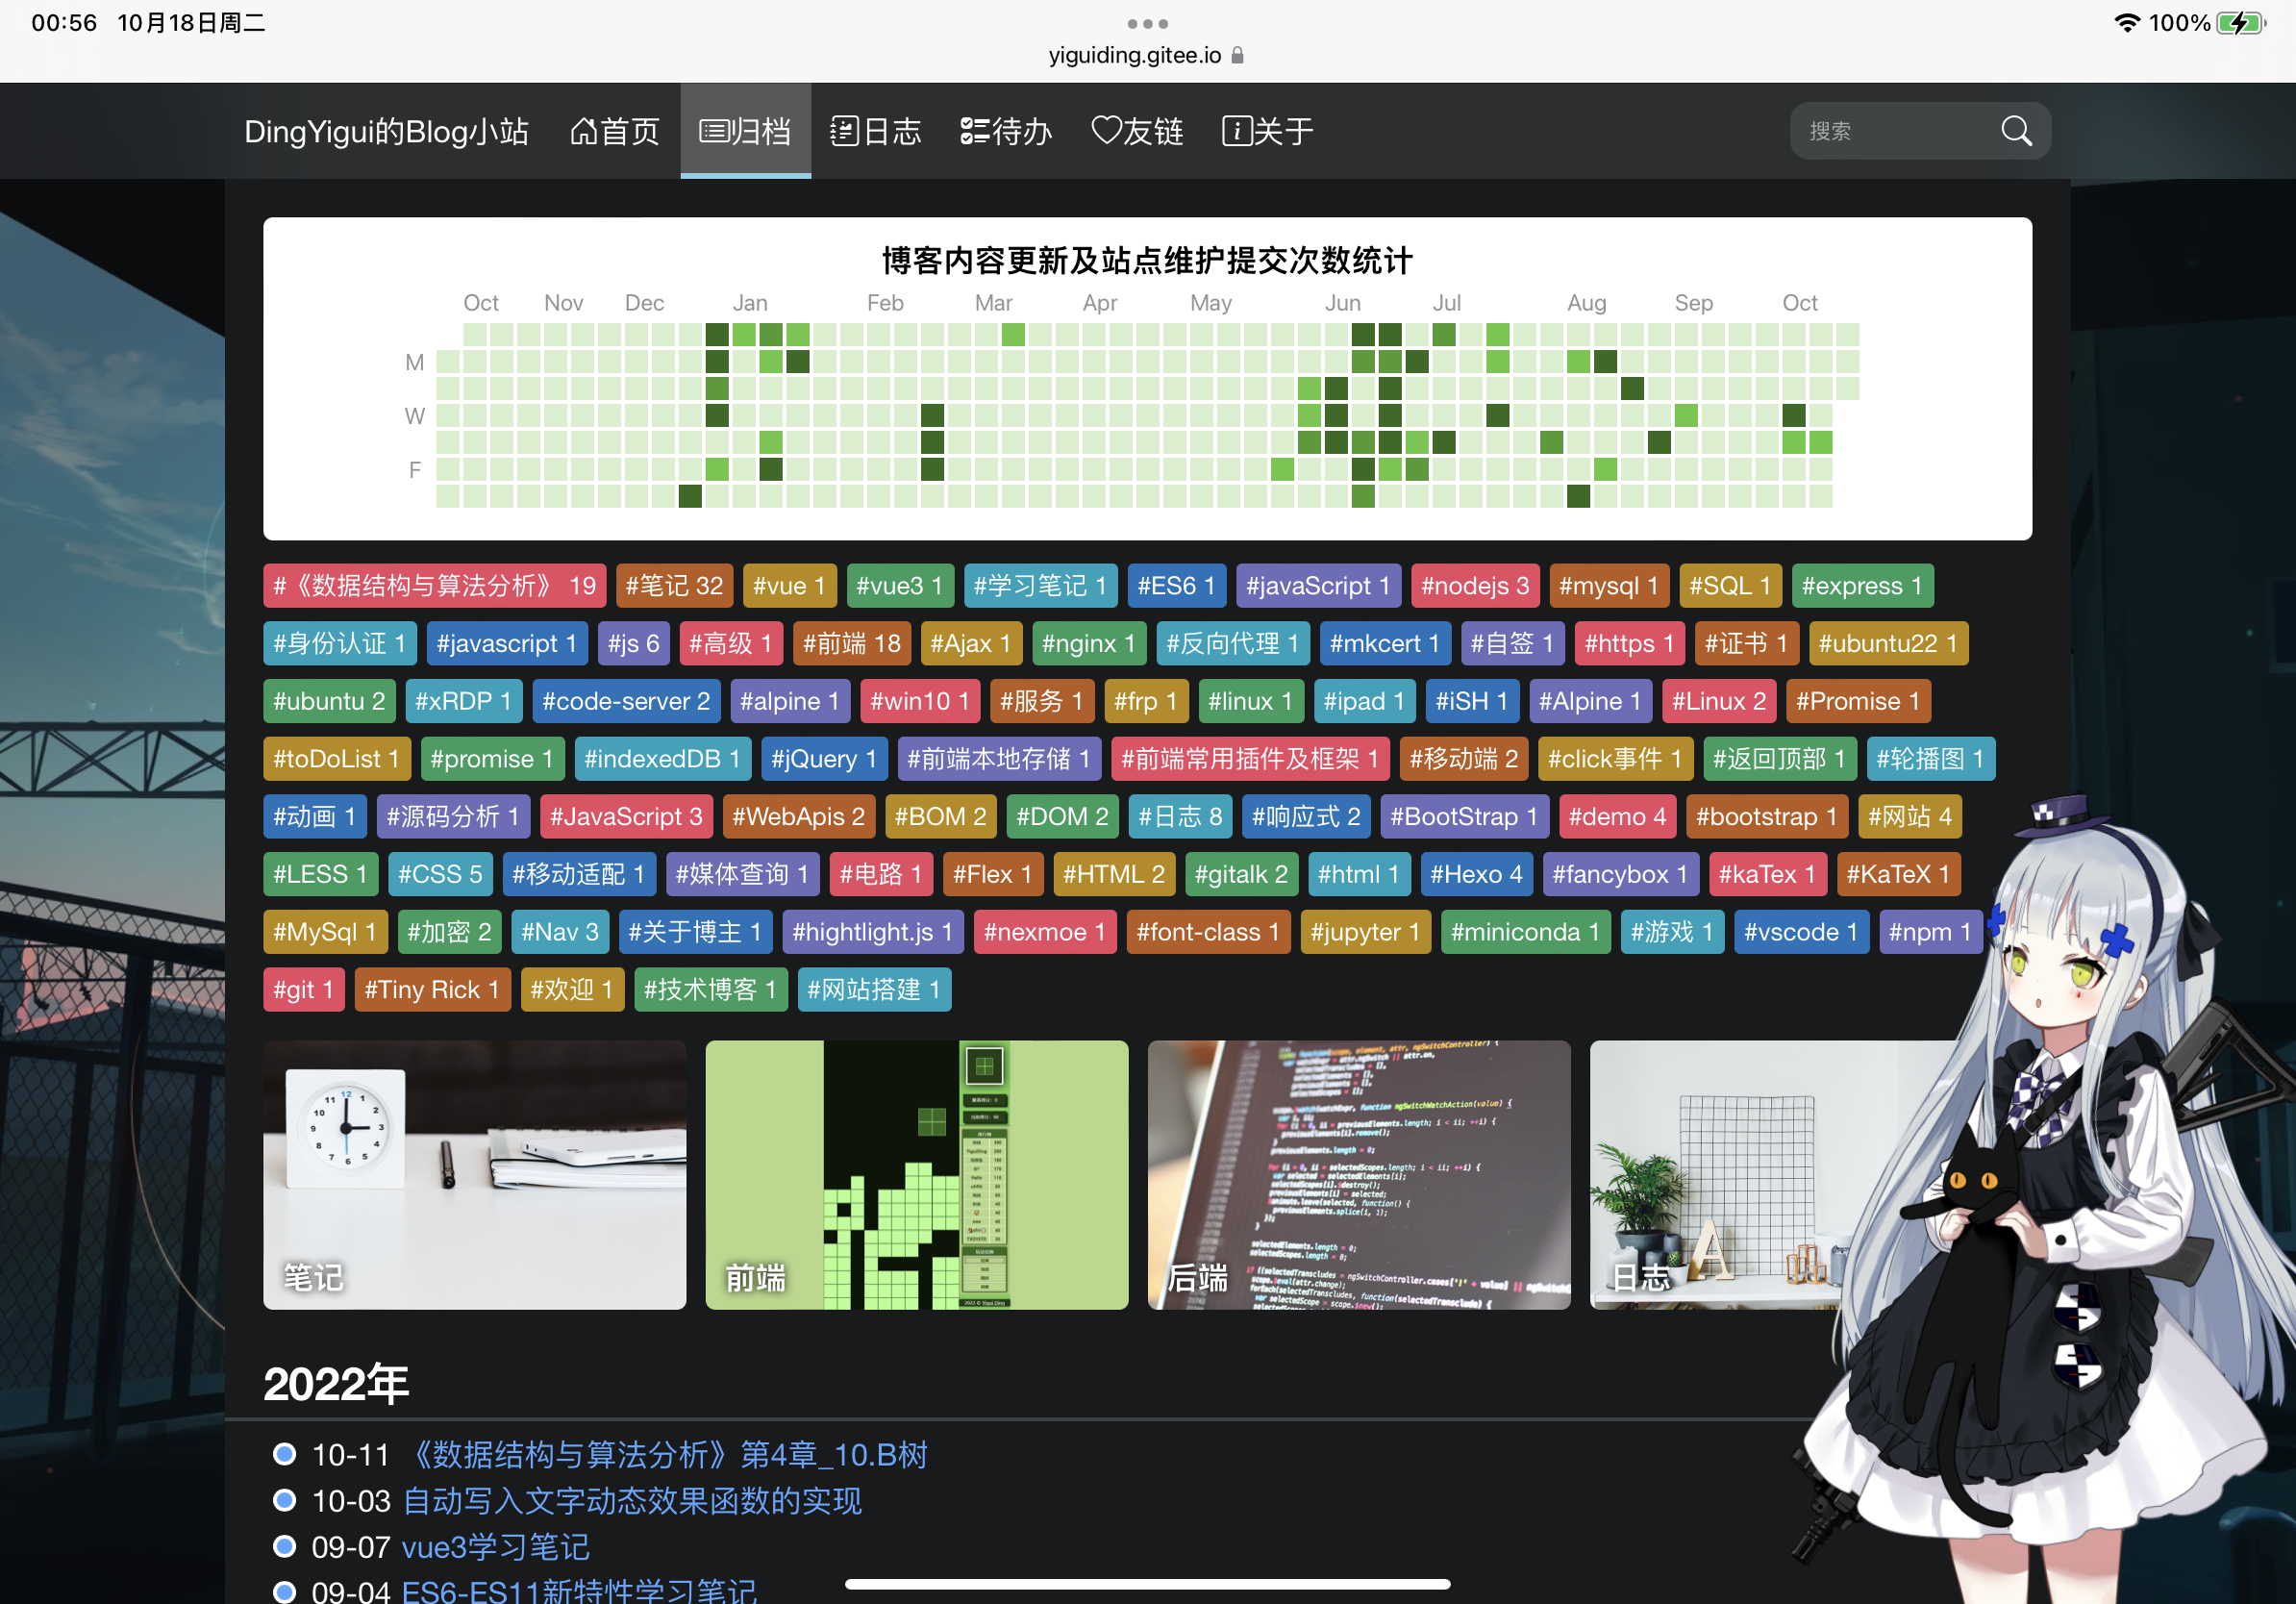 00:56 10月18日周二
100%
yiguiding.gitee.io
DingYigui的Blog小站 首页 归档 日志 待办 友链 关于 搜索
博客内容更新及站点维护提交次数统计
Oct Nov Dec Jan Feb Mar Apr May Jun Jul Aug Sep Oct
M
W
F
#《数据结构与算法分析》 19 #笔记 32 #vue 1 #vue3 1 #学习笔记 1 #ES6 1 #javaScript 1 #nodejs 3 #mysql 1 #SQL 1 #express 1
#身份认证 1 #javascript 1 #js 6 #高级 1 #前端 18 #Ajax 1 #nginx 1 #反向代理 1 #mkcert 1 #自签 1 #https 1 #证书 1 #ubuntu22 1
#ubuntu 2 #xRDP 1 #code-server 2 #alpine 1 #win10 1 #服务 1 #frp 1 #linux 1 #ipad 1 #iSH 1 #Alpine 1 #Linux 2 #Promise 1
#toDoList 1 #promise 1 #indexedDB 1 #jQuery 1 #前端本地存储 1 #前端常用插件及框架 1 #移动端 2 #click事件 1 #返回顶部 1 #轮播图 1
#动画 1 #源码分析 1 #JavaScript 3 #WebApis 2 #BOM 2 #DOM 2 #日志 8 #响应式 2 #BootStrap 1 #demo 4 #bootstrap 1 #网站 4
#LESS 1 #CSS 5 #移动适配 1 #媒体查询 1 #电路 1 #Flex 1 #HTML 2 #gitalk 2 #html 1 #Hexo 4 #fancybox 1 #kaTex 1 #KaTeX 1
#MySql 1 #加密 2 #Nav 3 #关于博主 1 #hightlight.js 1 #nexmoe 1 #font-class 1 #jupyter 1 #miniconda 1 #游戏 1 #vscode 1 #npm 1
#git 1 #Tiny Rick 1 #欢迎 1 #技术博客 1 #网站搭建 1
笔记 前端 后端 日志
2022年
10-11 《数据结构与算法分析》第4章_10.B树
10-03 自动写入文字动态效果函数的实现
09-07 vue3学习笔记
09-04 ES6-ES11新特性学习笔记